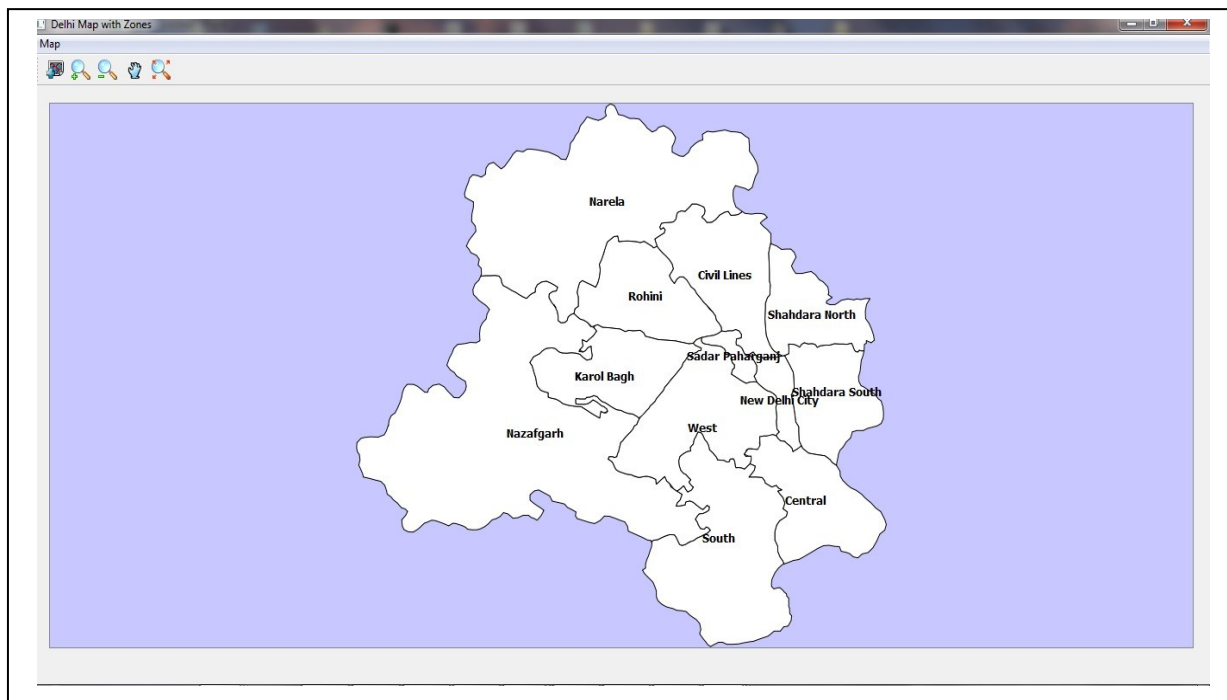 Delhi Map with Zones
Map
Narela
Civil Lines
Rohini
Shahdara North
Sadar Paharganj
Karol Bagh
Shahdara South
New Delhi City
West
Nazafgarh
Central
South